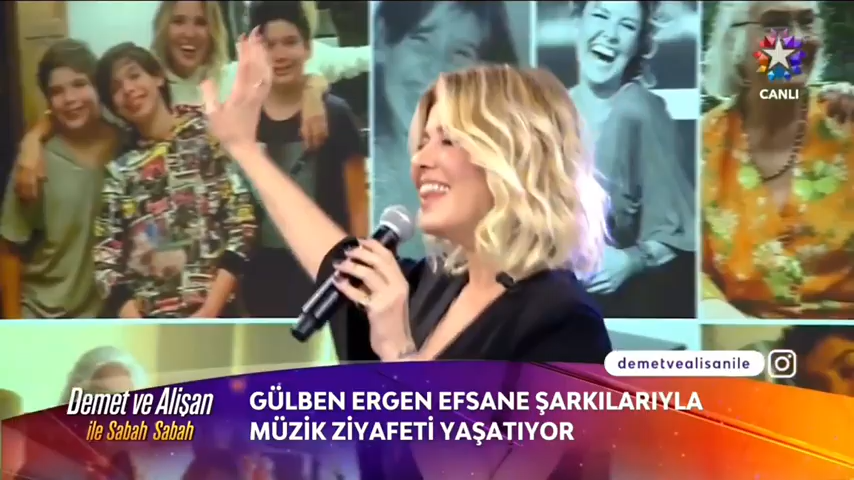 CANLI
demetvealisanile
Demet ve Alişan
ile Sabah Sabah
GÜLBEN ERGEN EFSANE ŞARKILARIYLA
MÜZİK ZİYAFETİ YAŞATIYOR